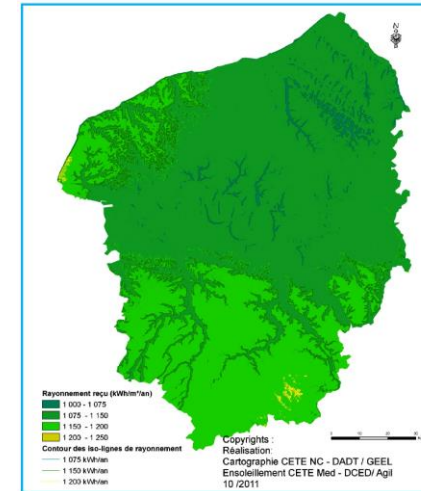 N
Rayonnement reçu (kWh/m²/an)
1 000 - 1 075
1 075 - 1 150
1 150 - 1 200
1 200 - 1 250
Contour des iso-lignes de rayonnement
1 075 kWh/an
1 150 kWh/an
1 200 kWh/an
Copyrights :
Réalisation:
Cartographie CETE NC - DADT / GEEL
Ensoleillement CETE Med - DCED/ Agil
10 /2011